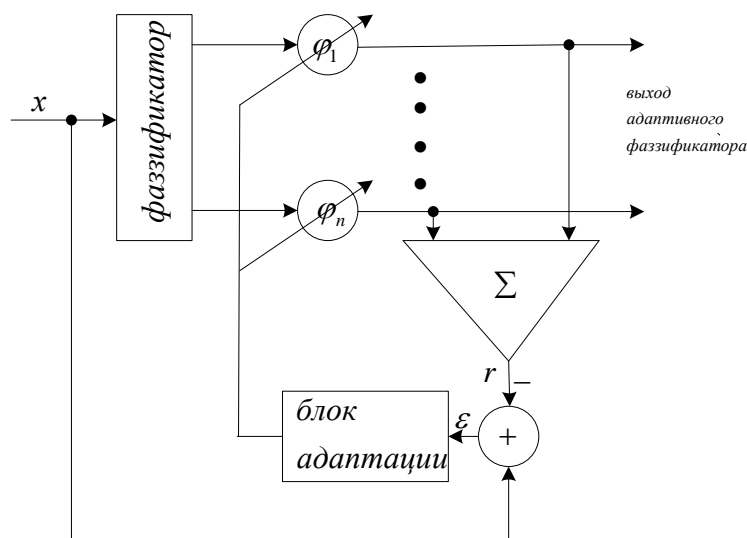 φ₁
x
фаззификатор
выход
адаптивного
фаззификатора
φₙ
Σ
r –
блок
ε
+
адаптации